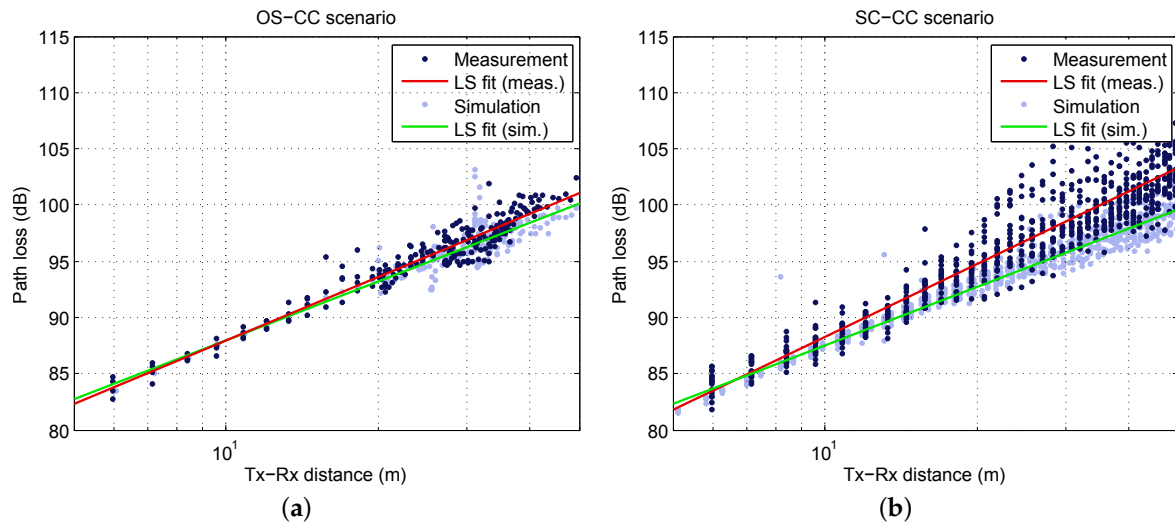 OS−CC scenario
115
110
105
100
95
90
85
80
Path loss (dB)
Measurement
LS fit (meas.)
Simulation
LS fit (sim.)
10^1
Tx−Rx distance (m)
(a)
SC−CC scenario
115
110
105
100
95
90
85
80
Path loss (dB)
Measurement
LS fit (meas.)
Simulation
LS fit (sim.)
10^1
Tx−Rx distance (m)
(b)